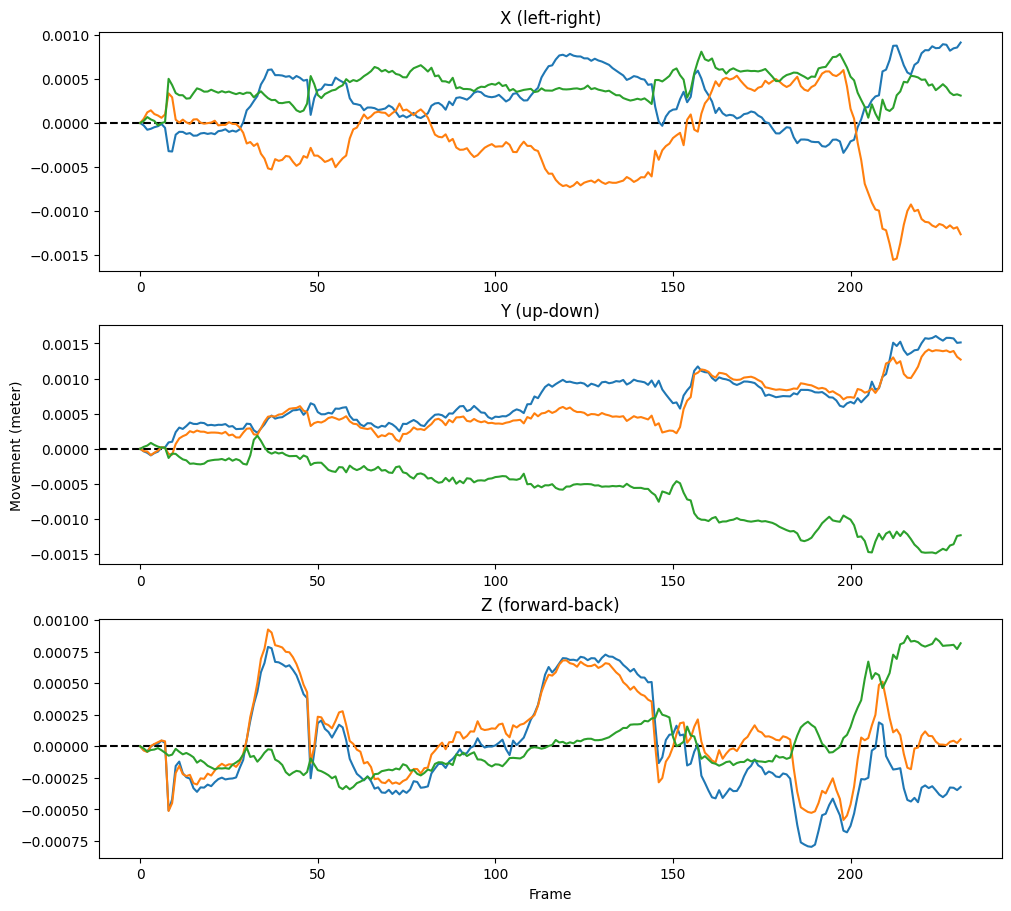 X (left-right)
0.0010
0.0005
0.0000
−0.0005
−0.0010
−0.0015
0 50 100 150 200
Y (up-down)
Movement (meter)
0.0015
0.0010
0.0005
0.0000
−0.0005
−0.0010
−0.0015
0 50 100 150 200
Z (forward-back)
0.00100
0.00075
0.00050
0.00025
0.00000
−0.00025
−0.00050
−0.00075
0 50 100 150 200
Frame